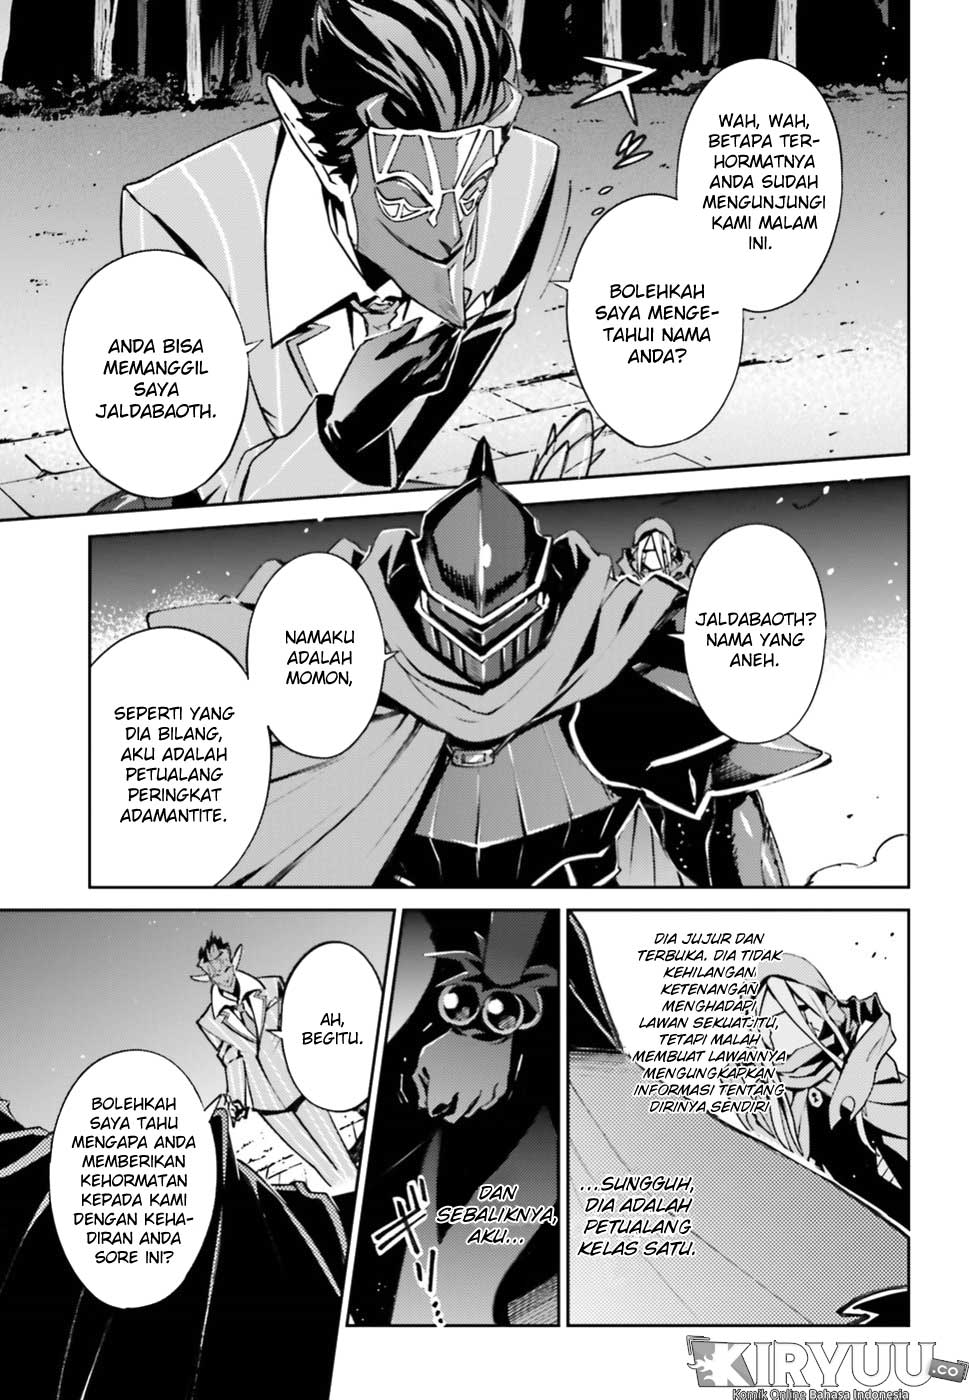 WAH, WAH,
BETAPA TER-
HORMATNYA
ANDA SUDAH
MENGUNJUNGI
KAMI MALAM
INI.
BOLEHKAH
SAYA MENGE-
TAHUI NAMA
ANDA?
ANDA BISA
MEMANGGIL
SAYA
JALDABAOTH.
JALDABAOTH?
NAMA YANG
ANEH.
NAMAKU
ADALAH
MOMON,
SEPERTI YANG
DIA BILANG,
AKU ADALAH
PETUALANG
PERINGKAT
ADAMANTITE.
DIA JUJUR DAN
TERBUKA. DIA TIDAK
KEHILANGAN
KETENANGAN
MENGHADAPI
LAWAN SEKUAT ITU,
TETAPI MALAH
MEMBUAT LAWANNYA
MENGUNGKAPKAN
INFORMASI TENTANG
DIRINYA SENDIRI
...SUNGGUH,
DIA ADALAH
PETUALANG
KELAS SATU.
DAN
SEBALIKNYA,
AKU...
AH,
BEGITU.
BOLEHKAH
SAYA TAHU
MENGAPA ANDA
MEMBERIKAN
KEHORMATAN
KEPADA KAMI
DENGAN KEHA-
DIRAN ANDA
SORE INI?
KIRYUU.CO
Komik Online Bahasa Indonesia